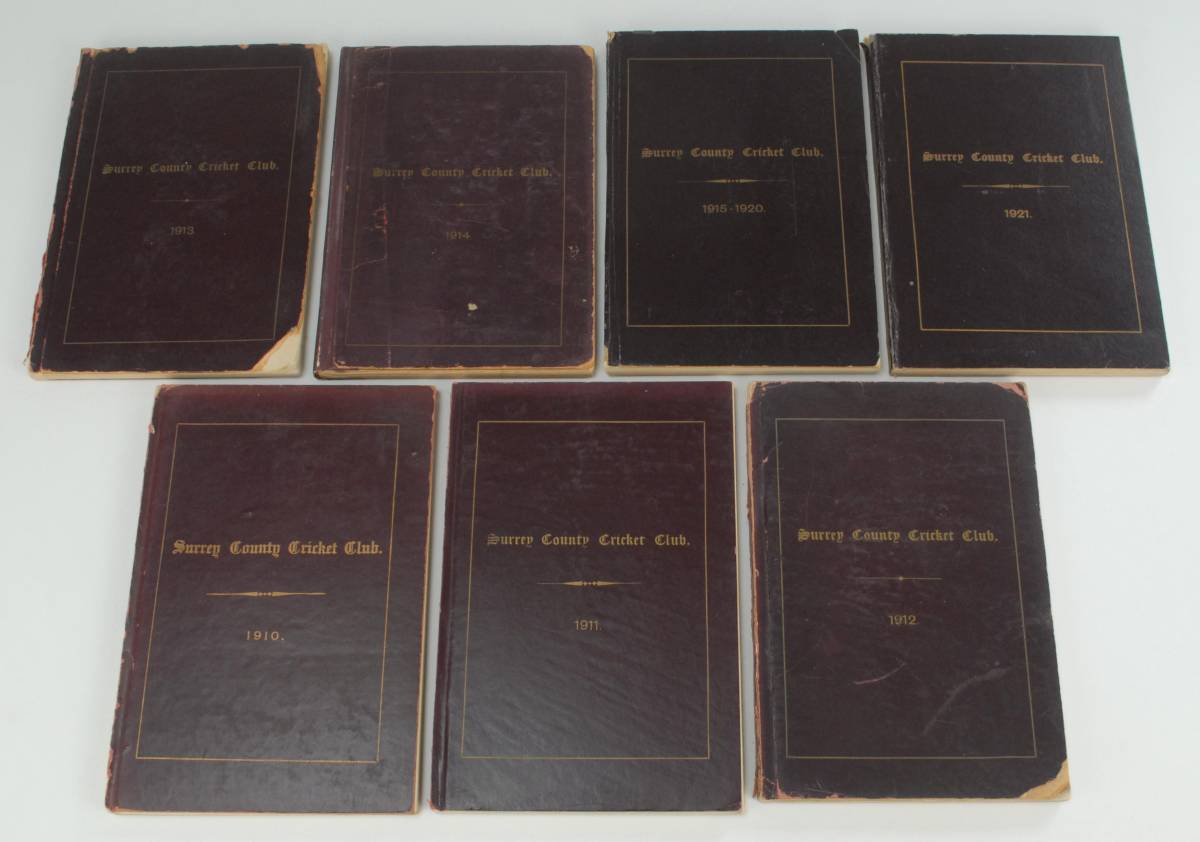 Surrey County Cricket Club.
1913.
Surrey County Cricket Club.
1914
Surrey County Cricket Club.
1915-1920.
Surrey County Cricket Club.
1921.
Surrey County Cricket Club.
1910.
Surrey County Cricket Club.
1911.
Surrey County Cricket Club.
1912.